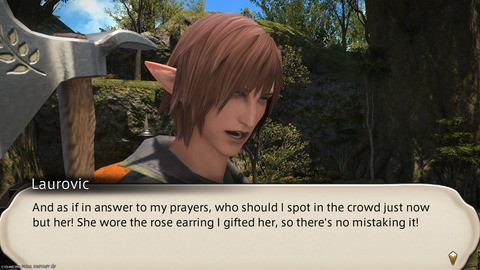 Laurovic
And as if in answer to my prayers, who should I spot in the crowd just now
but her! She wore the rose earring I gifted her, so there's no mistaking it!